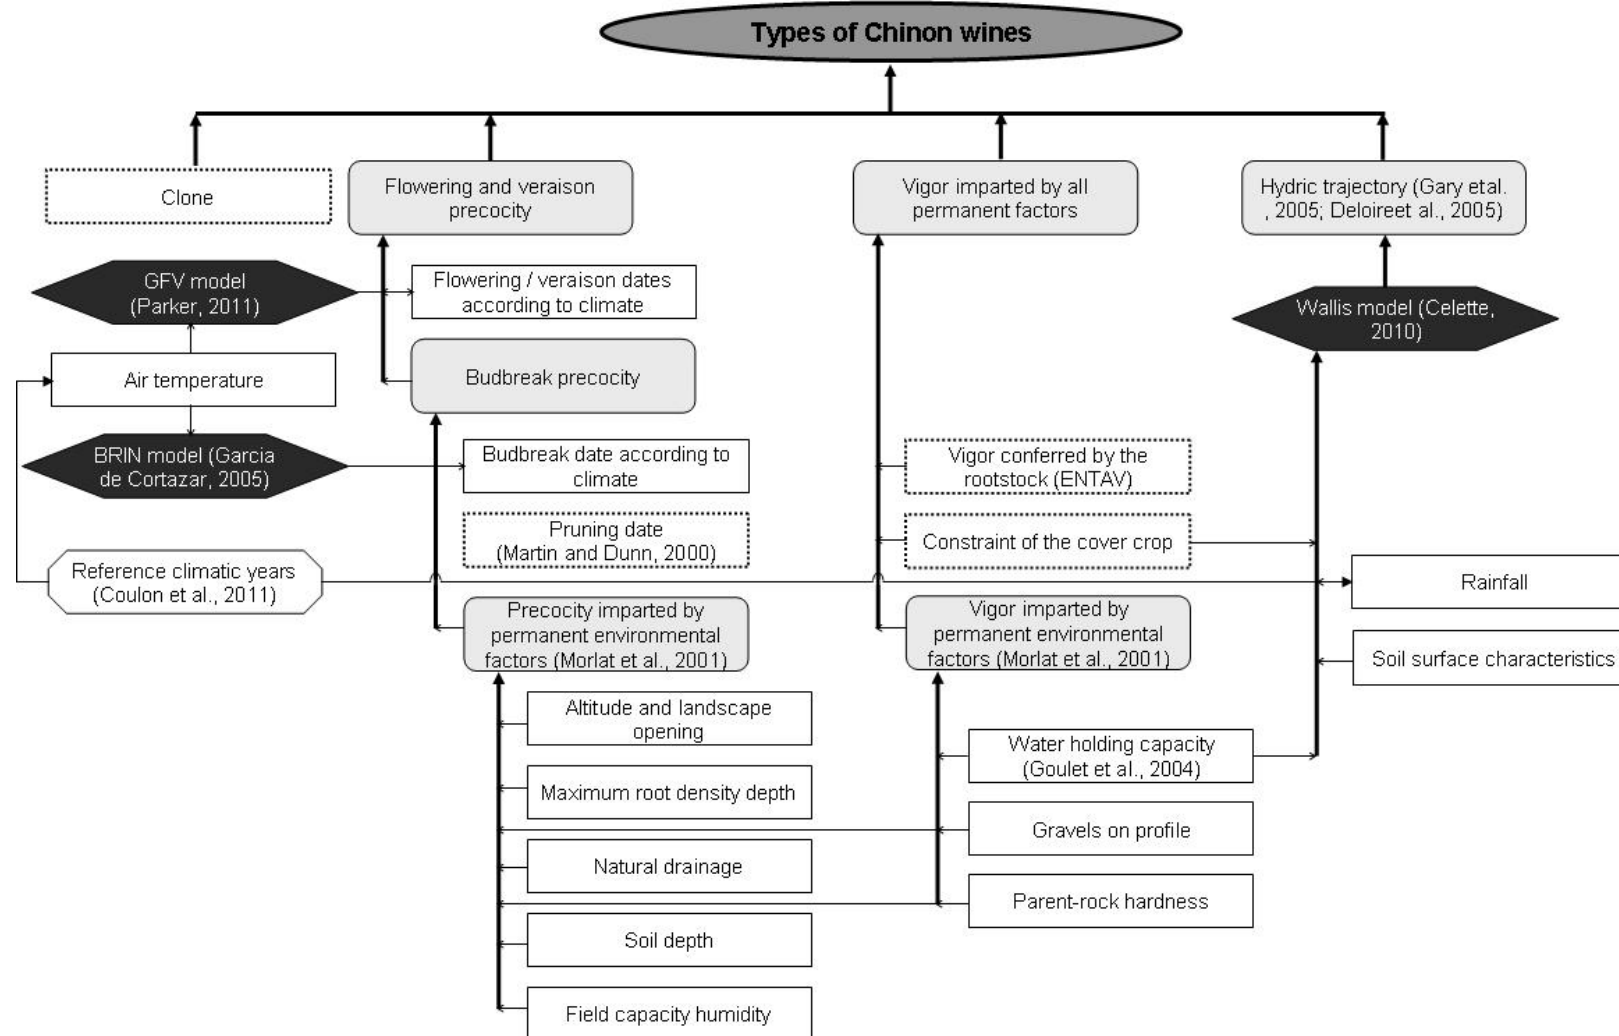 Types of Chinon wines
Clone
Flowering and veraison
precocity
Vigor imparted by all
permanent factors
Hydric trajectory (Gary etal.
, 2005; Deloireet al., 2005)
GFV model
(Parker, 2011)
Flowering / veraison dates
according to climate
Wallis model (Celette,
2010)
Air temperature
Budbreak precocity
BRIN model (Garcia
de Cortazar, 2005)
Budbreak date according to
climate
Vigor conferred by the
rootstock (ENTAV)
Pruning date
(Martin and Dunn, 2000)
Constraint of the cover crop
Reference climatic years
(Coulon et al., 2011)
Rainfall
Precocity imparted by
permanent environmental
factors (Morlat et al., 2001)
Vigor imparted by
permanent environmental
factors (Morlat et al., 2001)
Soil surface characteristics
Altitude and landscape
opening
Water holding capacity
(Goulet et al., 2004)
Maximum root density depth
Gravels on profile
Natural drainage
Parent-rock hardness
Soil depth
Field capacity humidity